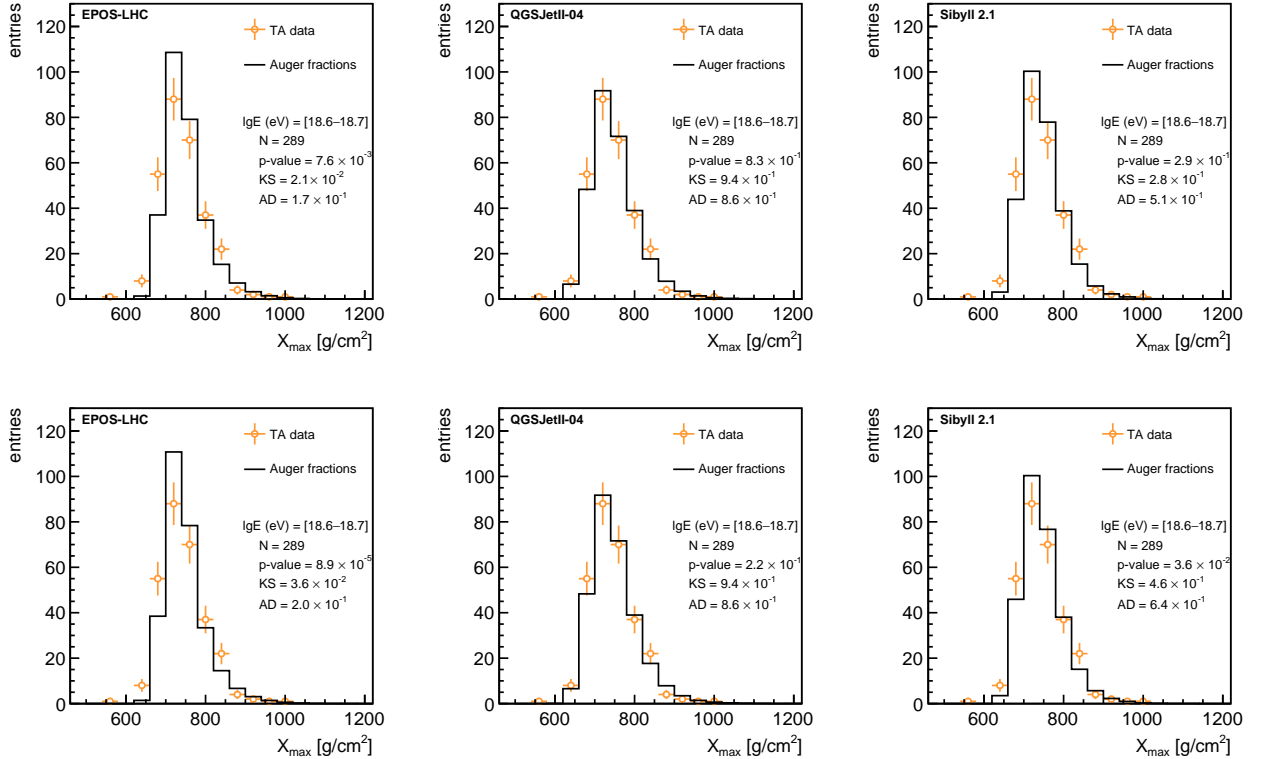 EPOS-LHC
entries
120
100
80
60
40
20
0
TA data
Auger fractions
lgE (eV) = [18.6–18.7]
N = 289
p-value = 7.6 × 10⁻³
KS = 2.1 × 10⁻²
AD = 1.7 × 10⁻¹
600 800 1000 1200
X_max [g/cm²]
QGSJetII-04
entries
120
100
80
60
40
20
0
TA data
Auger fractions
lgE (eV) = [18.6–18.7]
N = 289
p-value = 8.3 × 10⁻¹
KS = 9.4 × 10⁻¹
AD = 8.6 × 10⁻¹
600 800 1000 1200
X_max [g/cm²]
Sibyll 2.1
entries
120
100
80
60
40
20
0
TA data
Auger fractions
lgE (eV) = [18.6–18.7]
N = 289
p-value = 2.9 × 10⁻¹
KS = 2.8 × 10⁻¹
AD = 5.1 × 10⁻¹
600 800 1000 1200
X_max [g/cm²]
EPOS-LHC
entries
120
100
80
60
40
20
0
TA data
Auger fractions
lgE (eV) = [18.6–18.7]
N = 289
p-value = 8.9 × 10⁻⁵
KS = 3.6 × 10⁻²
AD = 2.0 × 10⁻¹
600 800 1000 1200
X_max [g/cm²]
QGSJetII-04
entries
120
100
80
60
40
20
0
TA data
Auger fractions
lgE (eV) = [18.6–18.7]
N = 289
p-value = 2.2 × 10⁻¹
KS = 9.4 × 10⁻¹
AD = 8.6 × 10⁻¹
600 800 1000 1200
X_max [g/cm²]
Sibyll 2.1
entries
120
100
80
60
40
20
0
TA data
Auger fractions
lgE (eV) = [18.6–18.7]
N = 289
p-value = 3.6 × 10⁻²
KS = 4.6 × 10⁻¹
AD = 6.4 × 10⁻¹
600 800 1000 1200
X_max [g/cm²]